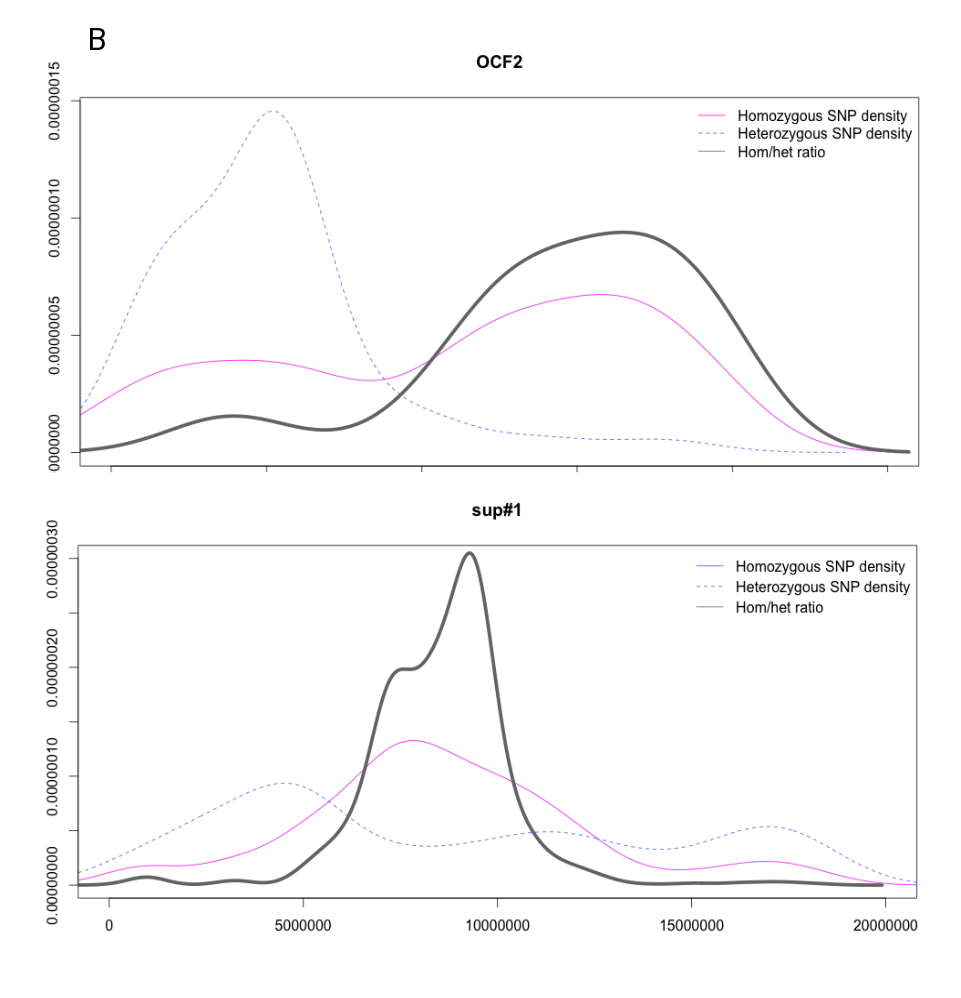 B
OCF2
0.00000015
0.00000010
0.00000005
0000000
Homozygous SNP density
Heterozygous SNP density
Hom/het ratio
sup#1
0.00000030
0.00000020
0.00000010
0.00000000
Homozygous SNP density
Heterozygous SNP density
Hom/het ratio
0 5000000 10000000 15000000 20000000